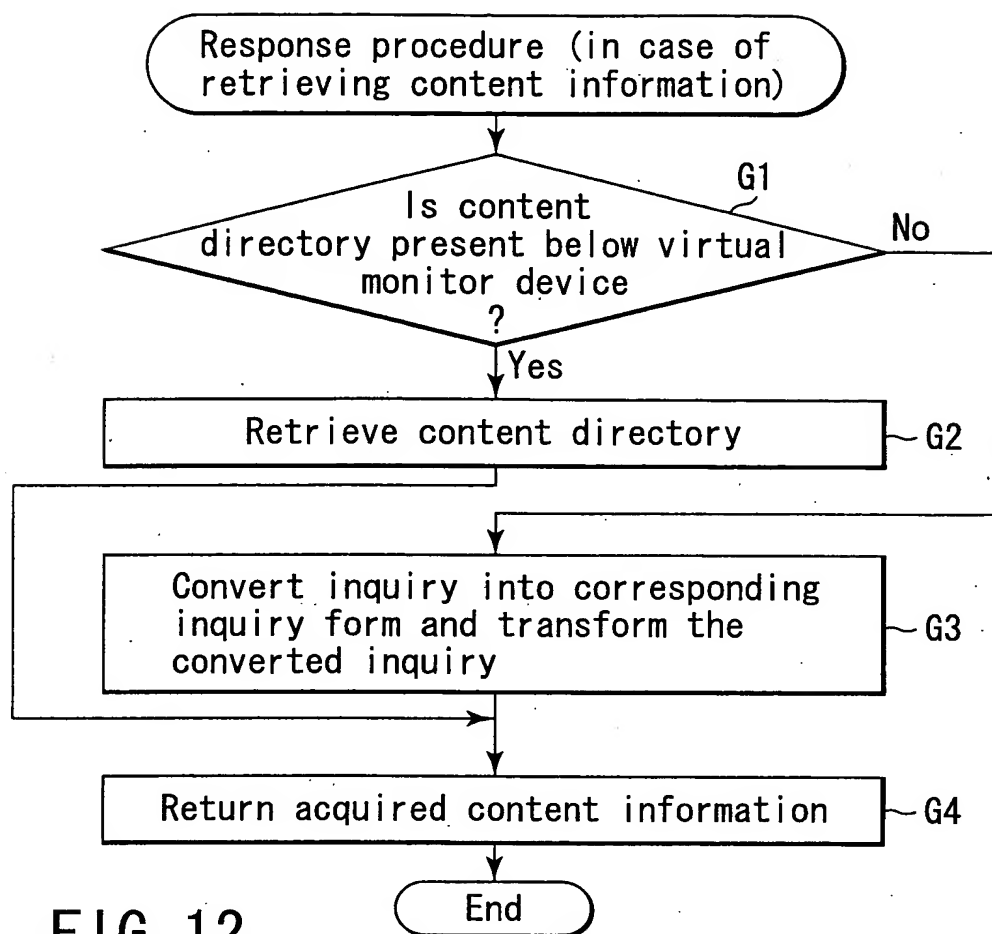 Response procedure (in case of
retrieving content information)
G1
Is content
directory present below virtual
monitor device
?
No
Yes
Retrieve content directory
G2
Convert inquiry into corresponding
inquiry form and transform the
converted inquiry
G3
Return acquired content information
G4
End
FIG. 12